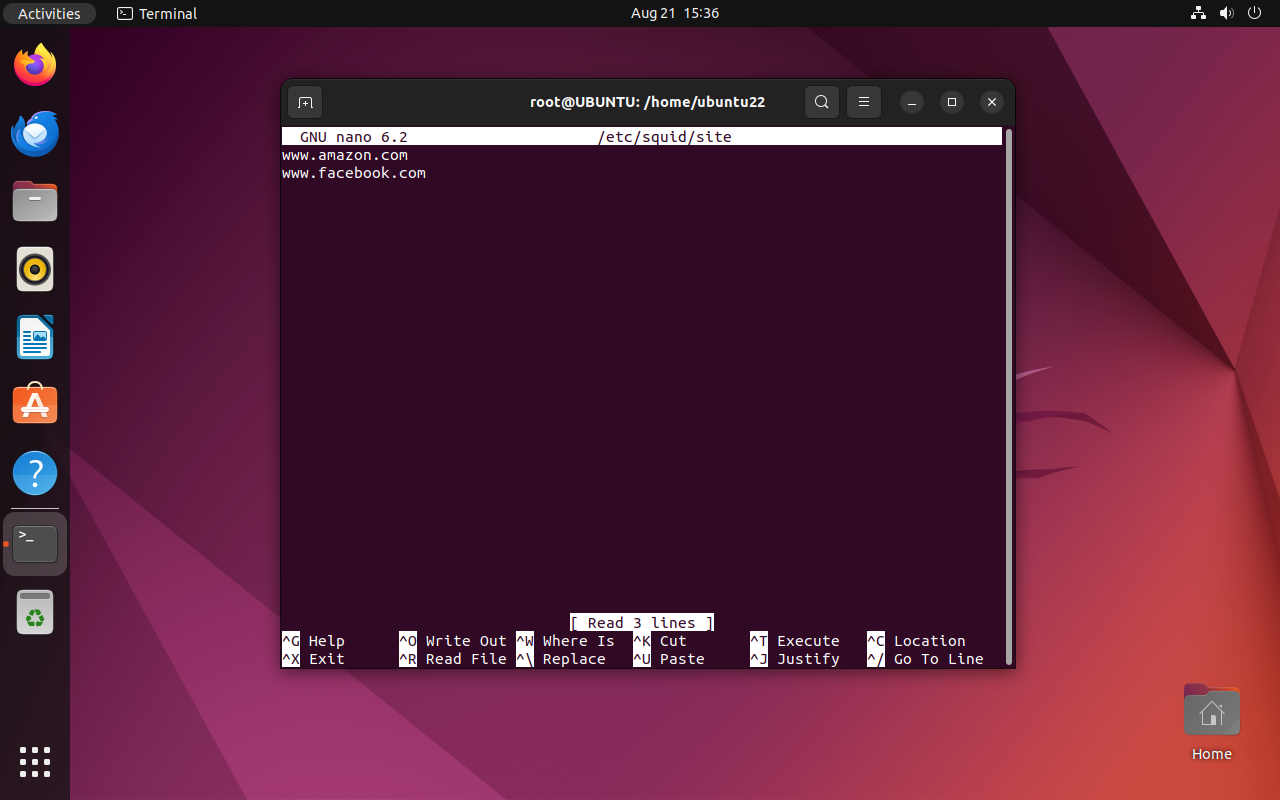 Activities
Terminal
Aug 21 15:36
root@UBUNTU: /home/ubuntu22
GNU nano 6.2 /etc/squid/site
www.amazon.com
www.facebook.com
[ Read 3 lines ]
^G Help ^O Write Out ^W Where Is ^K Cut ^T Execute ^C Location
^X Exit ^R Read File ^\ Replace ^U Paste ^J Justify ^/ Go To Line
Home